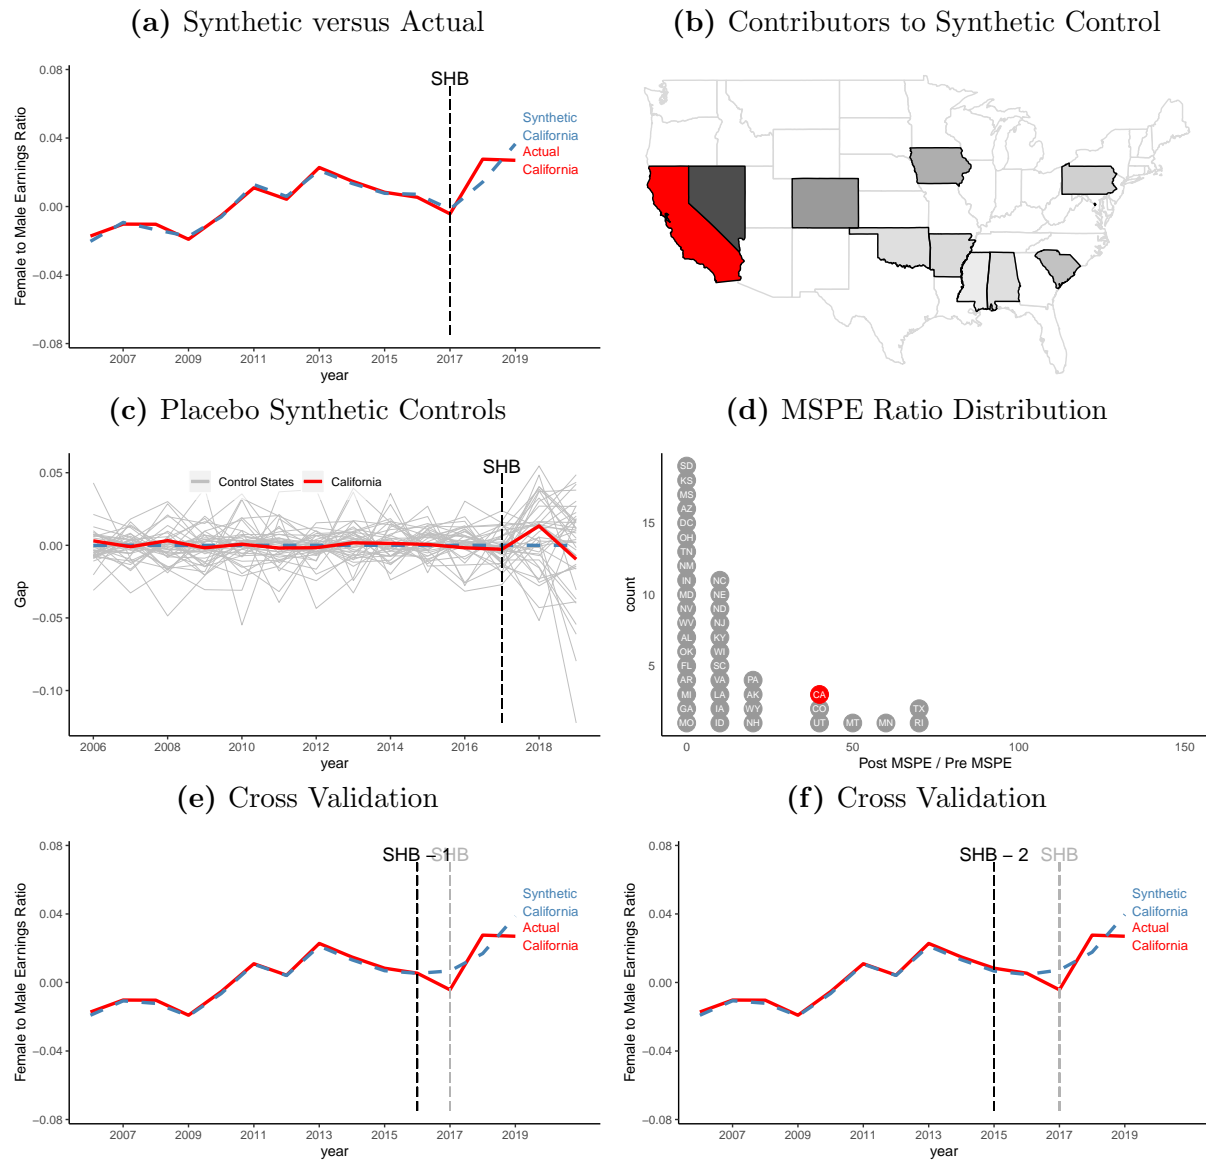 (a) Synthetic versus Actual
0.08
0.04
0.00
−0.04
−0.08
Female to Male Earnings Ratio
SHB
Synthetic
California
Actual
California
2007 2009 2011 2013 2015 2017 2019
year
(b) Contributors to Synthetic Control
(c) Placebo Synthetic Controls
0.05
0.00
−0.05
−0.10
Gap
Control States California
SHB
2006 2008 2010 2012 2014 2016 2018
year
(d) MSPE Ratio Distribution
15
10
5
count
SD
KS
MS
AZ
DC
OH
TN
NM
IN NC
MD NE
NV ND
WV NJ
AL KY
OK WI
FL SC
AR VA PA
MI LA AK CA
GA IA WY CO TX
MO ID NH UT MT MN RI
0 50 100 150
Post MSPE / Pre MSPE
(e) Cross Validation
0.08
0.04
0.00
−0.04
−0.08
Female to Male Earnings Ratio
SHB − 1 SHB
Synthetic
California
Actual
California
2007 2009 2011 2013 2015 2017 2019
year
(f) Cross Validation
0.08
0.04
0.00
−0.04
−0.08
Female to Male Earnings Ratio
SHB − 2 SHB
Synthetic
California
Actual
California
2007 2009 2011 2013 2015 2017 2019
year